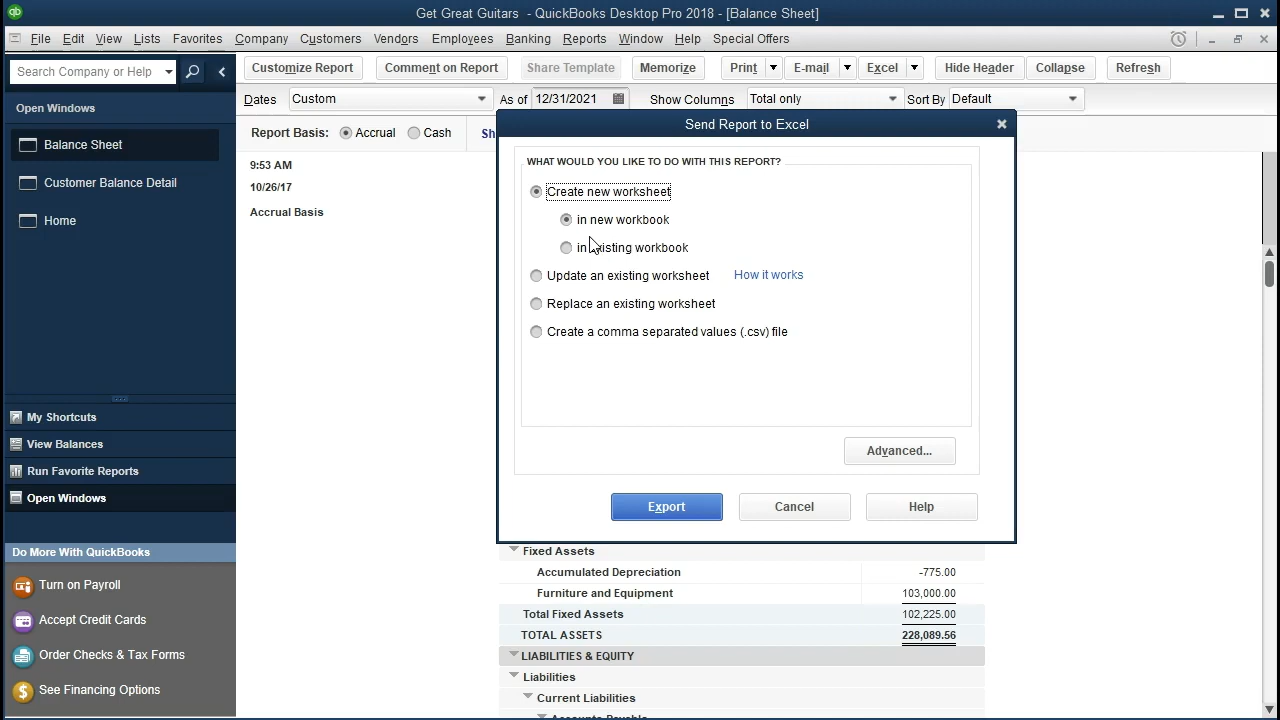 qb Get Great Guitars - QuickBooks Desktop Pro 2018 - [Balance Sheet]
File Edit View Lists Favorites Company Customers Vendors Employees Banking Reports Window Help Special Offers
Search Company or Help
Customize Report Comment on Report Share Template Memorize Print E-mail Excel Hide Header Collapse Refresh
Open Windows
Dates Custom As of 12/31/2021 Show Columns Total only Sort By Default
Report Basis: Accrual Cash Sh
Balance Sheet
Customer Balance Detail
Home
9:53 AM
10/26/17
Accrual Basis
Send Report to Excel
WHAT WOULD YOU LIKE TO DO WITH THIS REPORT?
Create new worksheet
in new workbook
in existing workbook
Update an existing worksheet How it works
Replace an existing worksheet
Create a comma separated values (.csv) file
Advanced...
Export Cancel Help
My Shortcuts
View Balances
Run Favorite Reports
Open Windows
Do More With QuickBooks
Turn on Payroll
Accept Credit Cards
Order Checks & Tax Forms
$ See Financing Options
Fixed Assets
Accumulated Depreciation -775.00
Furniture and Equipment 103,000.00
Total Fixed Assets 102,225.00
TOTAL ASSETS 228,089.56
LIABILITIES & EQUITY
Liabilities
Current Liabilities
Accounts Payable